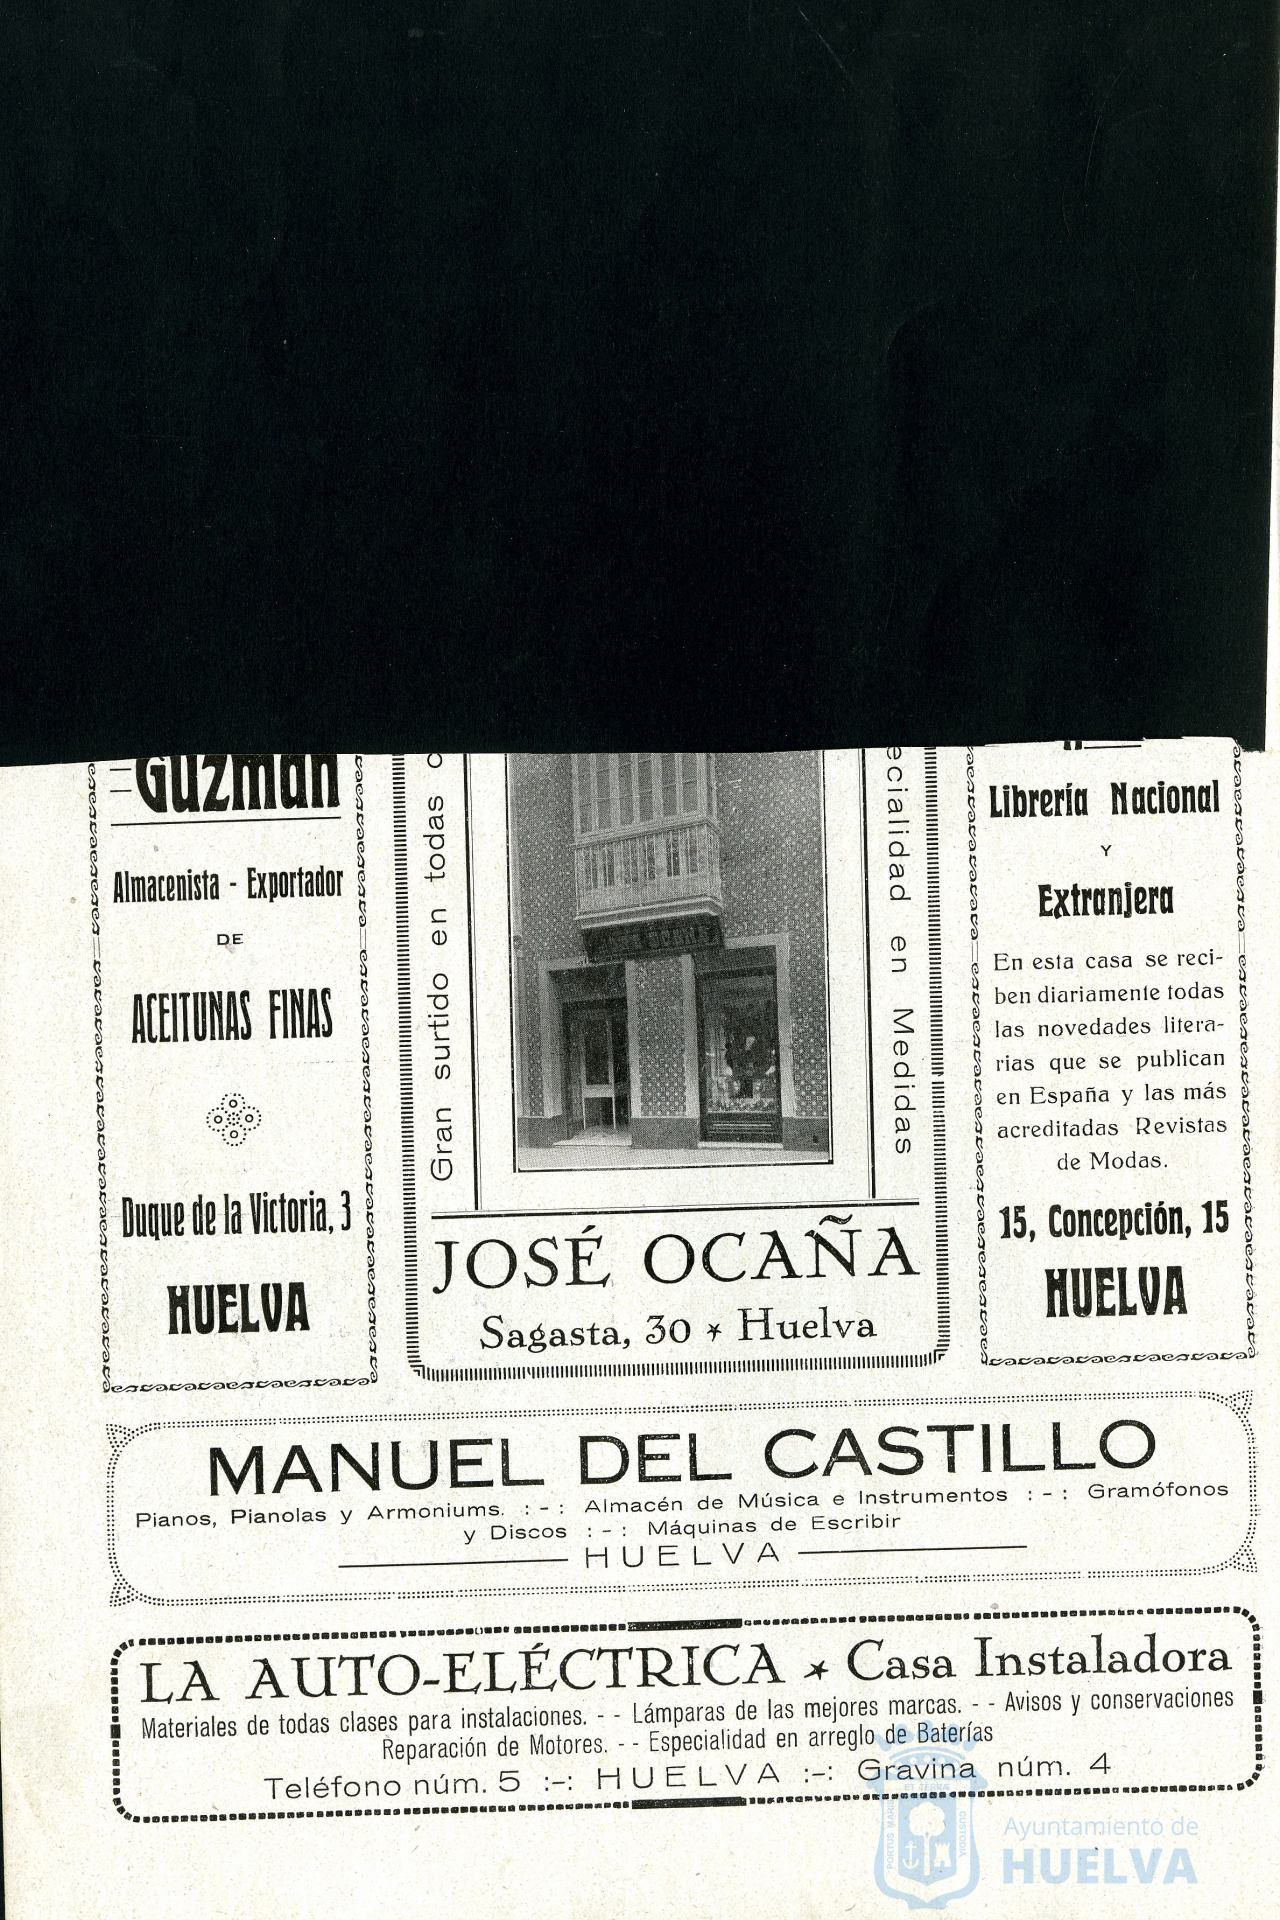 Guzmán
Almacenista - Exportador
DE
ACEITUNAS FINAS
Duque de la Victoria, 3
HUELVA
Gran surtido en todas
en Medidas
JOSÉ OCAÑA
Sagasta, 30 * Huelva
Librería Nacional
Y
Extranjera
En esta casa se reci-
ben diariamente todas
las novedades litera-
rias que se publican
en España y las más
acreditadas Revistas
de Modas.
15, Concepción, 15
HUELVA
MANUEL DEL CASTILLO
Pianos, Pianolas y Armoniums. : - : Almacén de Música e Instrumentos : - : Gramófonos
y Discos : - : Máquinas de Escribir
HUELVA
LA AUTO-ELÉCTRICA * Casa Instaladora
Materiales de todas clases para instalaciones. - - Lámparas de las mejores marcas. - - Avisos y conservaciones
Reparación de Motores. - - Especialidad en arreglo de Baterías
Teléfono núm. 5 :-: HUELVA :-: Gravina núm. 4
PORTUS MARIS ET TERRÆ CUSTODIA
Ayuntamiento de
HUELVA